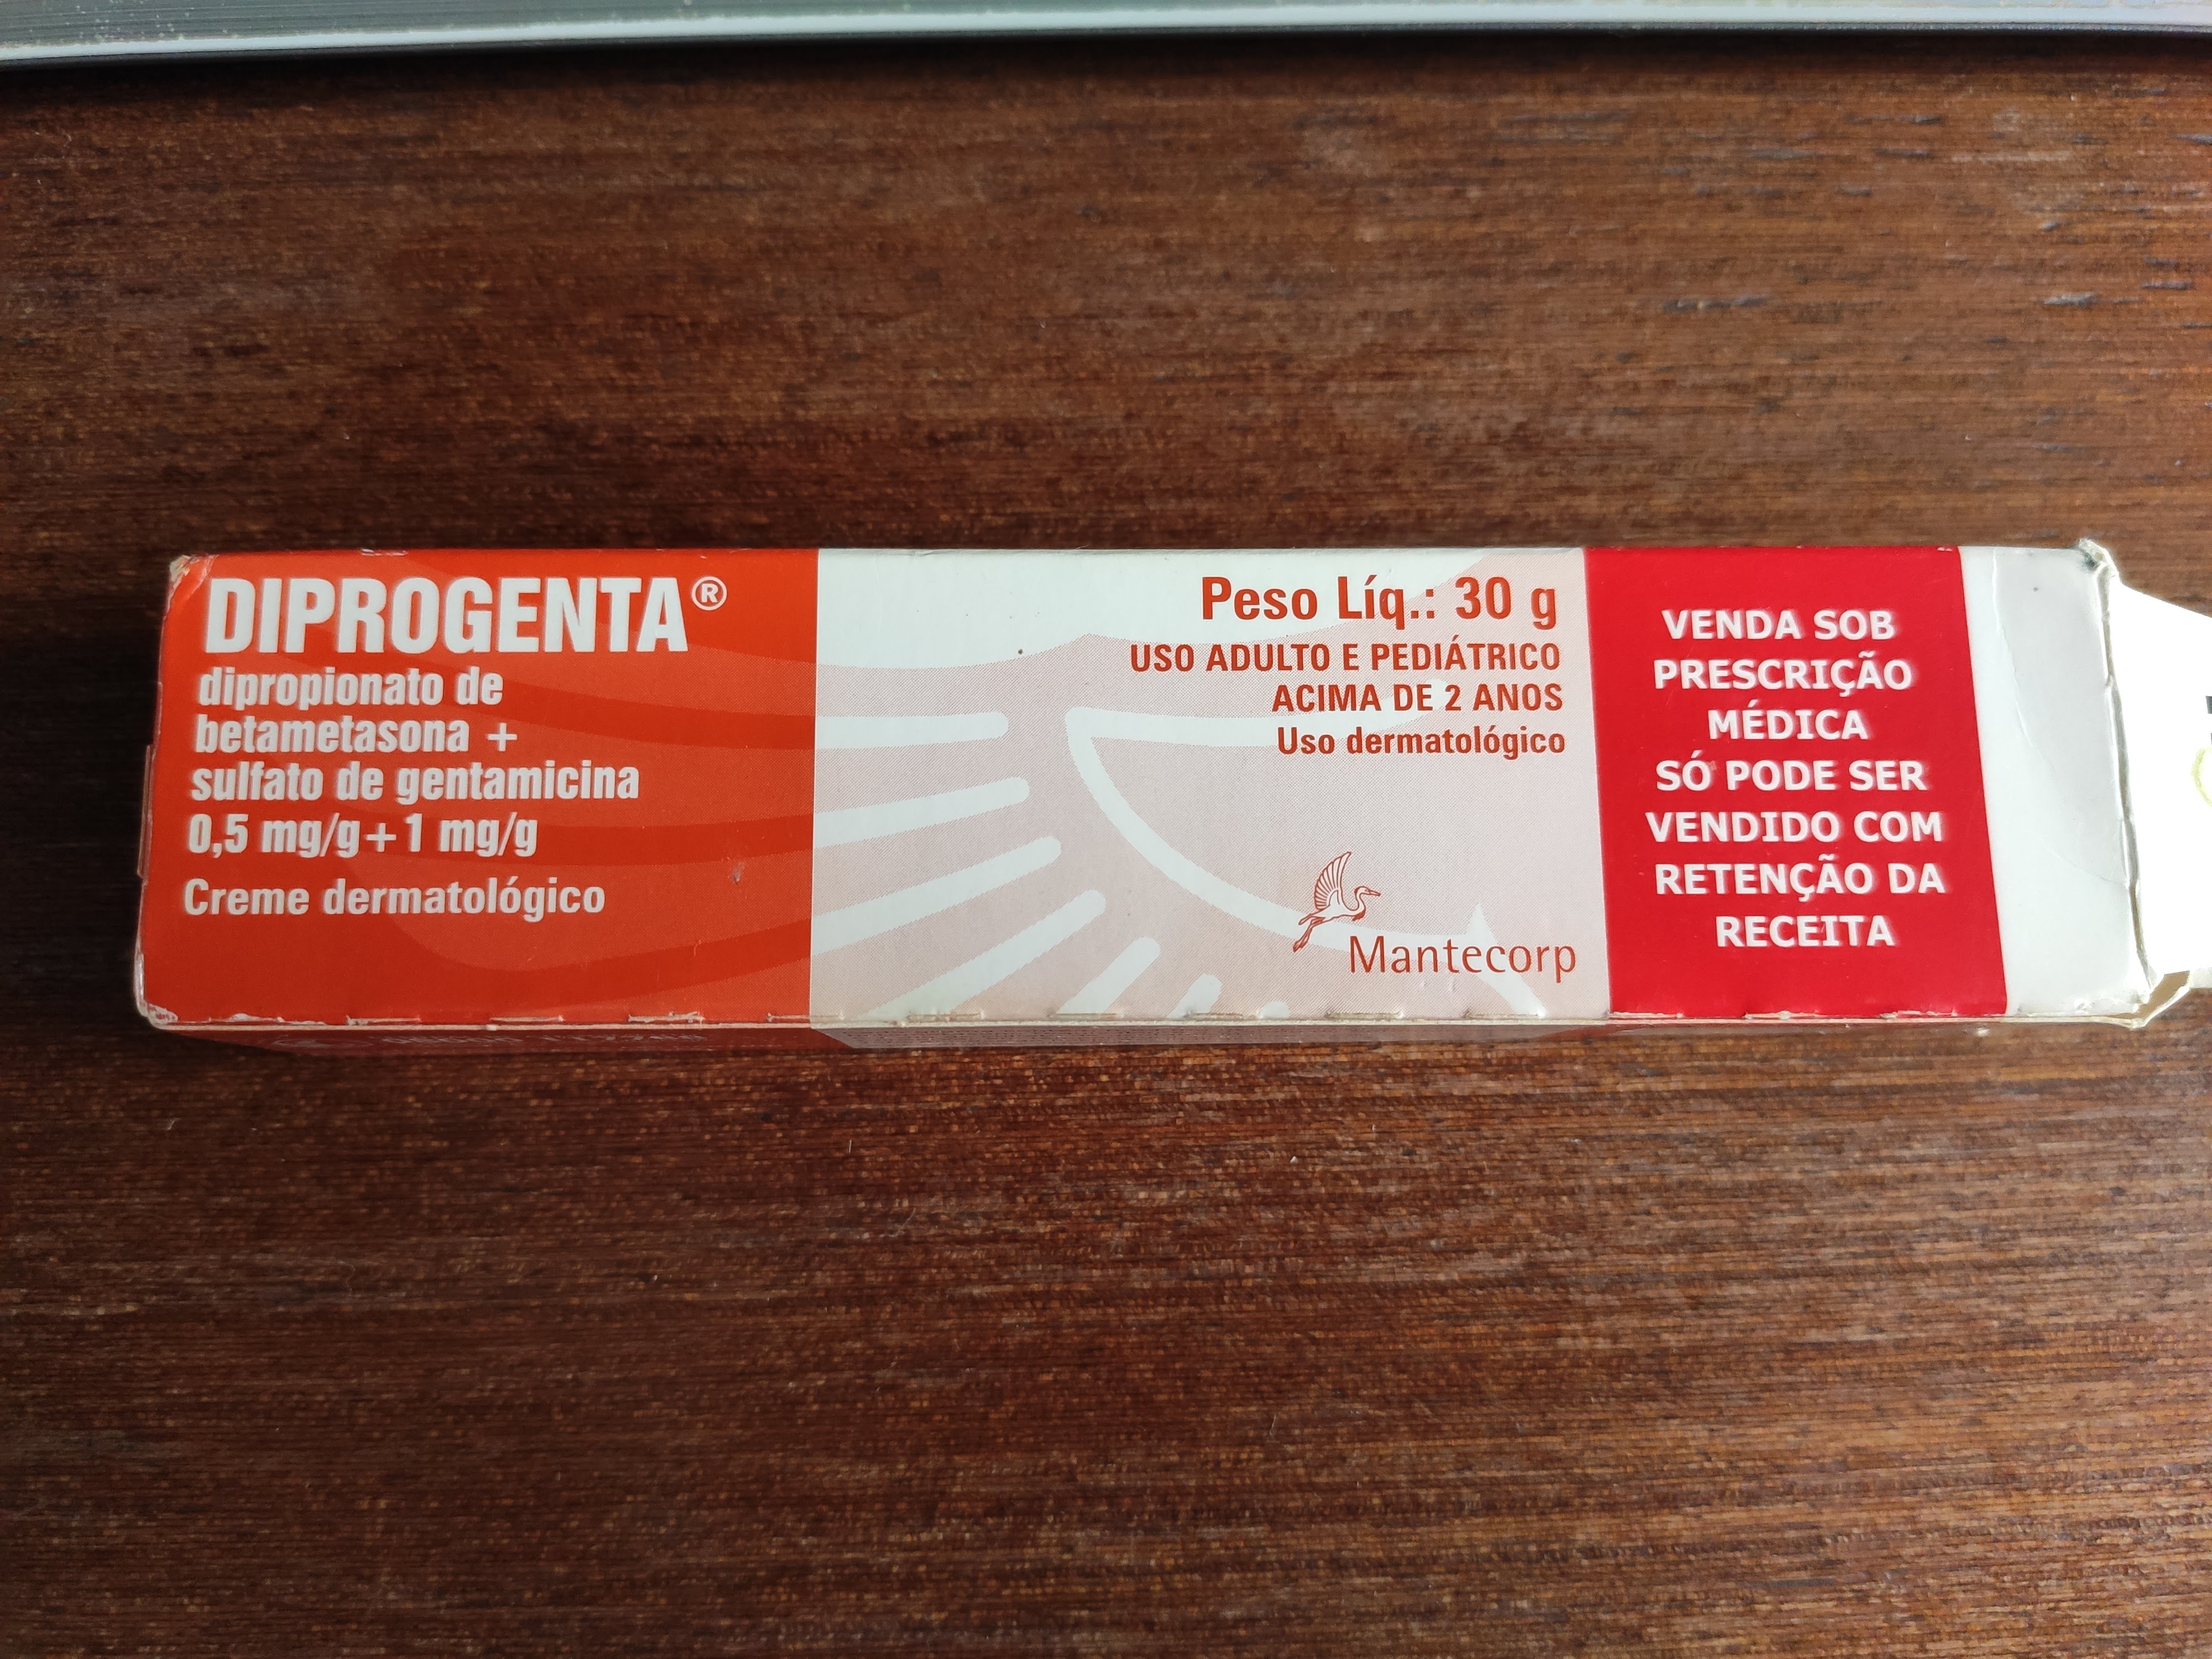 DIPROGENTA®
dipropionato de
betametasona +
sulfato de gentamicina
0,5 mg/g+1 mg/g
Creme dermatológico
Peso Líq.: 30 g
USO ADULTO E PEDIÁTRICO
ACIMA DE 2 ANOS
Uso dermatológico
Mantecorp
VENDA SOB
PRESCRIÇÃO
MÉDICA
SÓ PODE SER
VENDIDO COM
RETENÇÃO DA
RECEITA